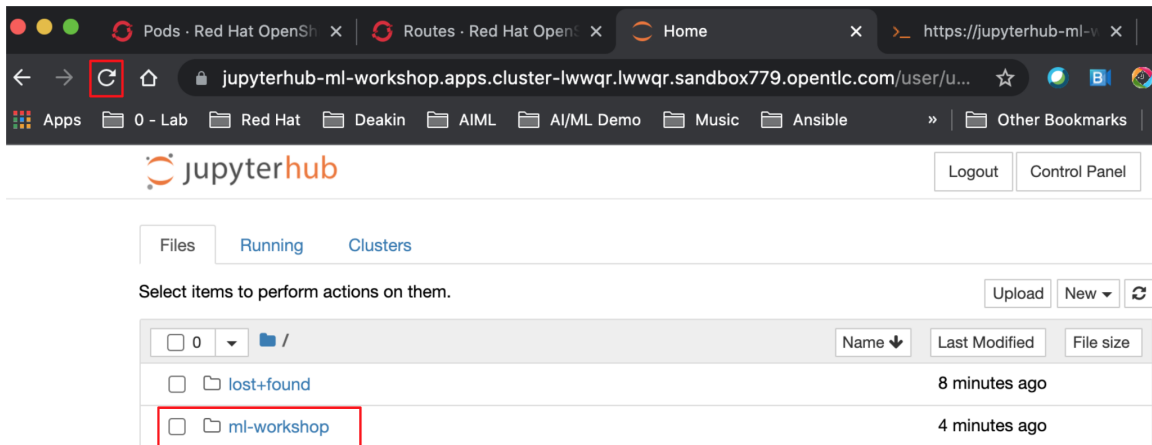 Pods · Red Hat OpenSh
Routes · Red Hat OpenS
Home
https://jupyterhub-ml-w
jupyterhub-ml-workshop.apps.cluster-lwwqr.lwwqr.sandbox779.opentlc.com/user/u...
Apps 0 - Lab Red Hat Deakin AIML AI/ML Demo Music Ansible » Other Bookmarks
jupyterhub
Logout Control Panel
Files Running Clusters
Select items to perform actions on them.
Upload New
0 / Name Last Modified File size
lost+found 8 minutes ago
ml-workshop 4 minutes ago